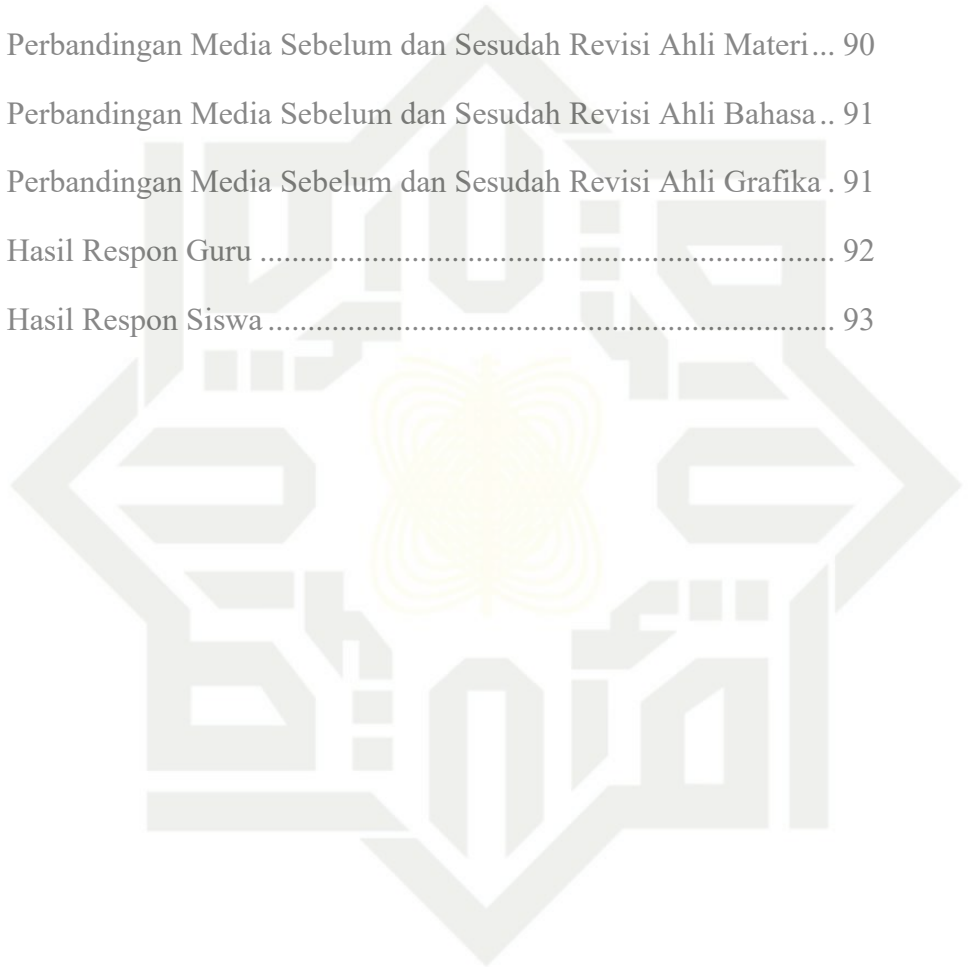 Perbandingan Media Sebelum dan Sesudah Revisi Ahli Materi... 90
Perbandingan Media Sebelum dan Sesudah Revisi Ahli Bahasa.. 91
Perbandingan Media Sebelum dan Sesudah Revisi Ahli Grafika . 91
Hasil Respon Guru ........................................................................ 92
Hasil Respon Siswa ....................................................................... 93